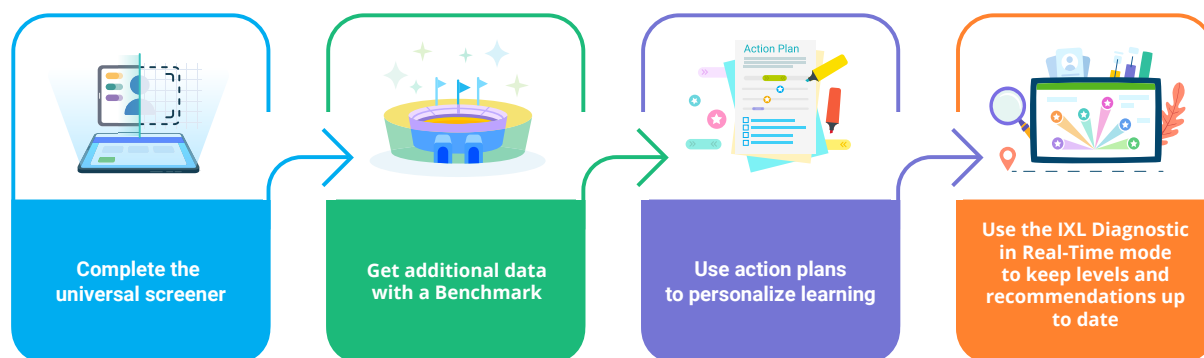 Complete the
universal screener
Get additional data
with a Benchmark
Action Plan
Use action plans
to personalize learning
Use the IXL Diagnostic
in Real-Time mode
to keep levels and
recommendations up
to date